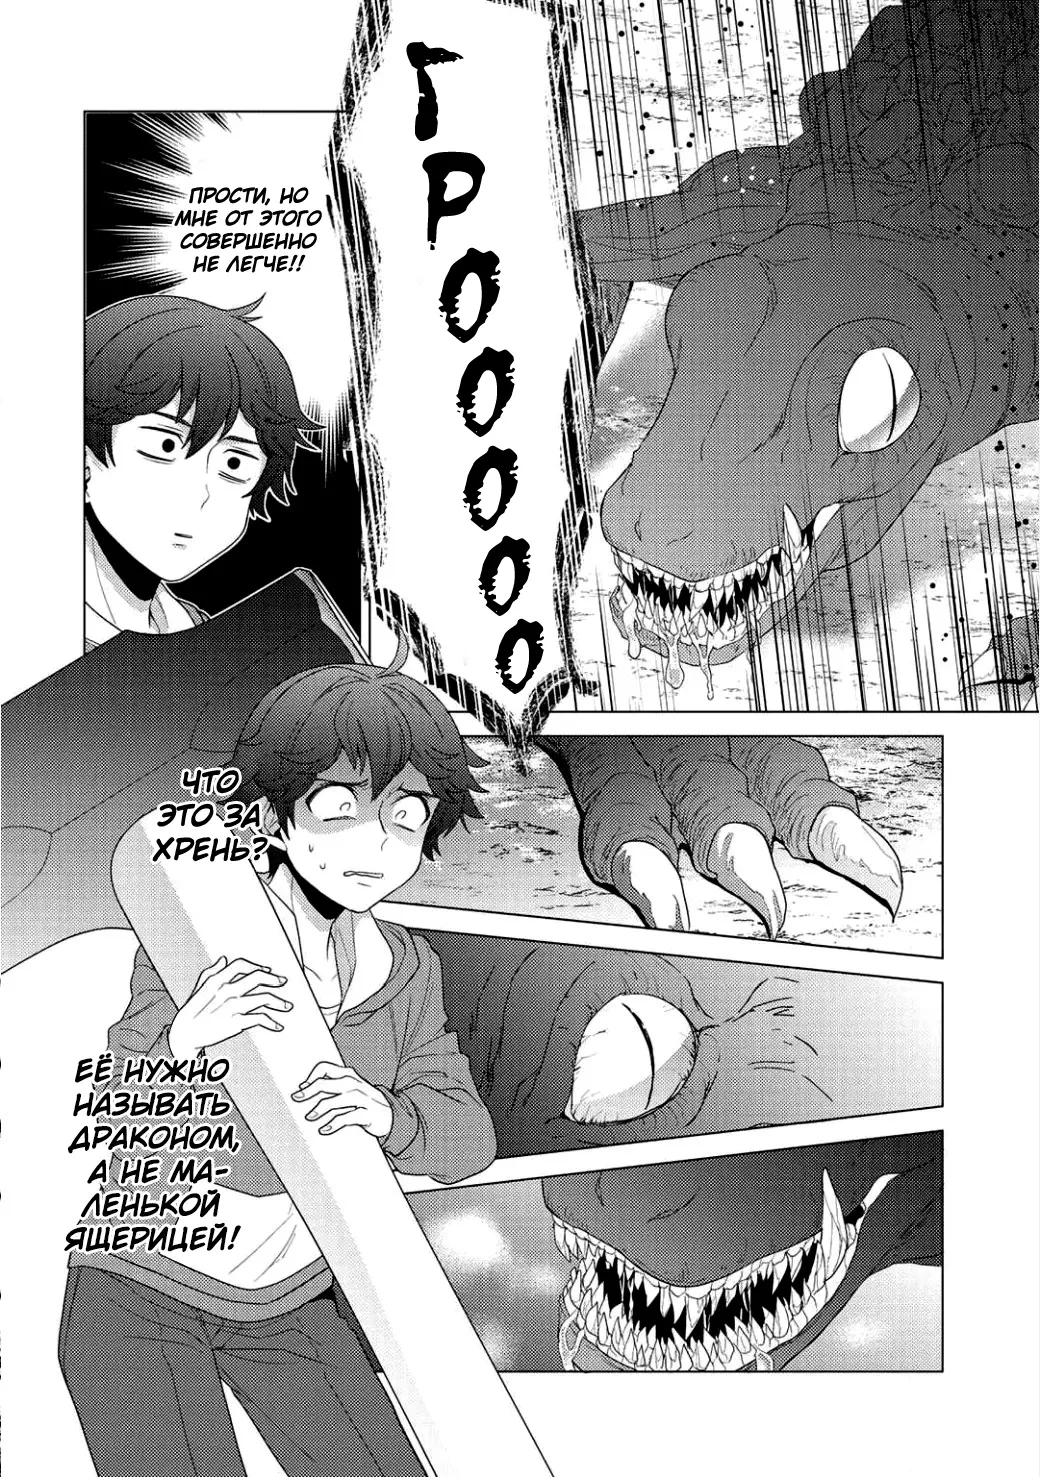 ГРООООО
ПРОСТИ, НО
МНЕ ОТ ЭТОГО
СОВЕРШЕННО
НЕ ЛЕГЧЕ!!
ЧТО
ЭТО ЗА
ХРЕНЬ?
ЕЁ НУЖНО
НАЗЫВАТЬ
ДРАКОНОМ,
А НЕ МА-
ЛЕНЬКОЙ
ЯЩЕРИЦЕЙ!